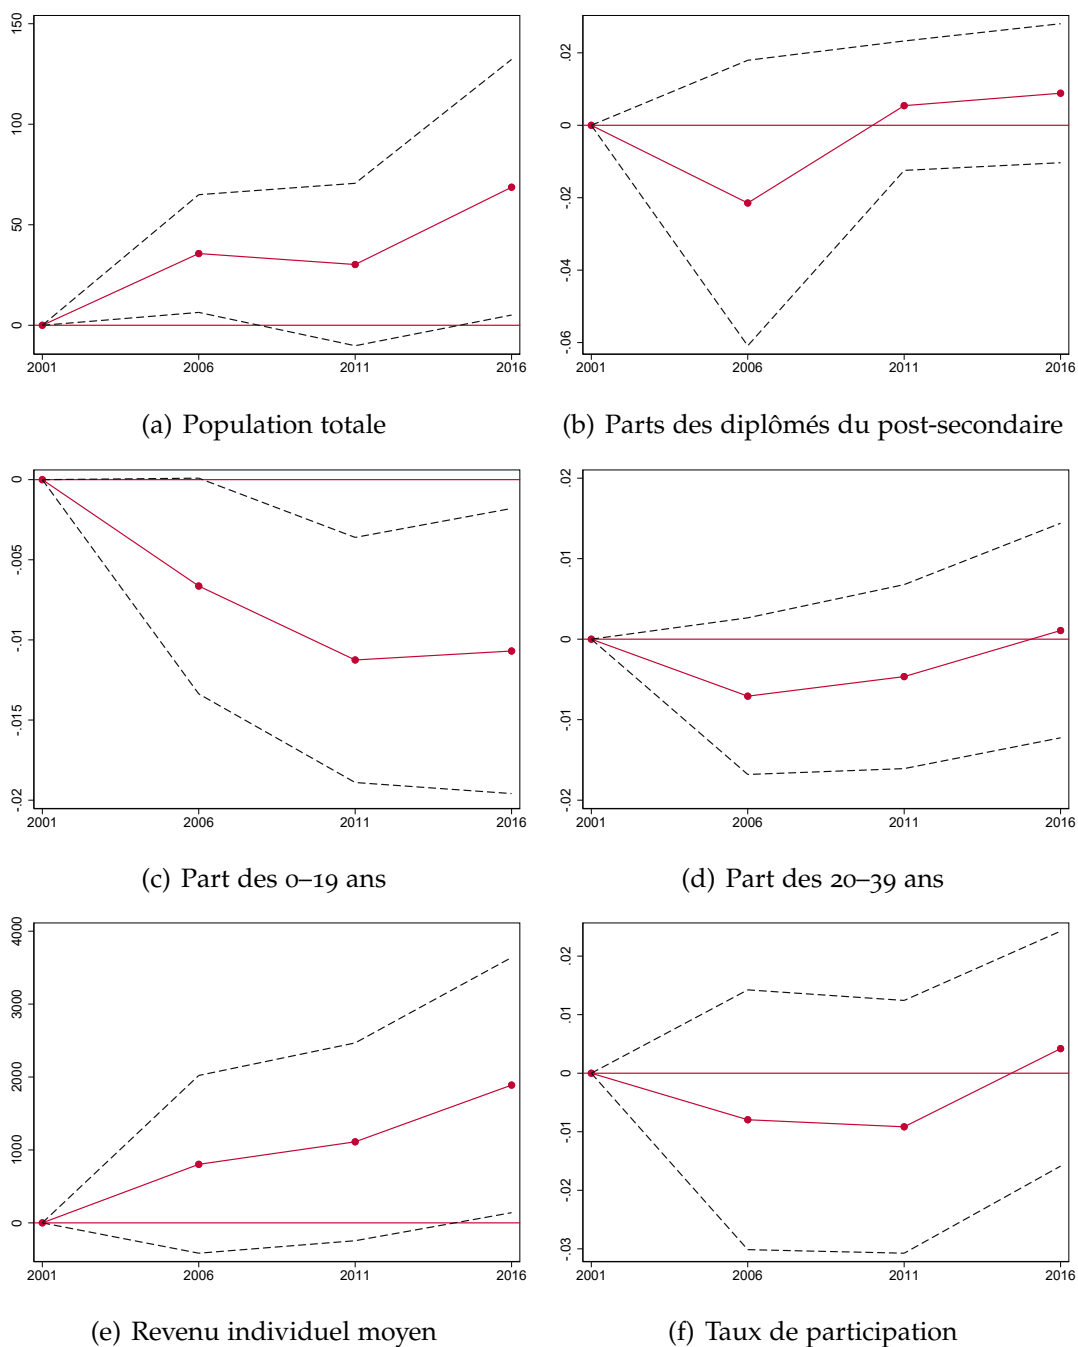 150
100
50
0
2001 2006 2011 2016
(a) Population totale
.02
0
-.02
-.04
-.06
2001 2006 2011 2016
(b) Parts des diplômés du post-secondaire
0
-.005
-.01
-.015
-.02
2001 2006 2011 2016
(c) Part des 0–19 ans
.02
.01
0
-.01
-.02
2001 2006 2011 2016
(d) Part des 20–39 ans
4000
3000
2000
1000
0
2001 2006 2011 2016
(e) Revenu individuel moyen
.02
.01
0
-.01
-.02
-.03
2001 2006 2011 2016
(f) Taux de participation